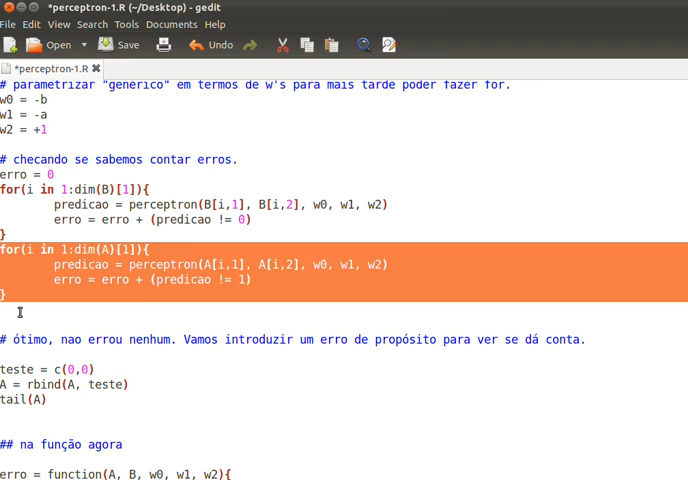 *perceptron-1.R (~/Desktop) - gedit
File Edit View Search Tools Documents Help
Open Save Undo
*perceptron-1.R
# parametrizar "generico" em termos de w's para mais tarde poder fazer for.
w0 = -b
w1 = -a
w2 = +1
# checando se sabemos contar erros.
erro = 0
for(i in 1:dim(B)[1]){
predicao = perceptron(B[i,1], B[i,2], w0, w1, w2)
erro = erro + (predicao != 0)
}
for(i in 1:dim(A)[1]){
predicao = perceptron(A[i,1], A[i,2], w0, w1, w2)
erro = erro + (predicao != 1)
}
# ótimo, nao errou nenhum. Vamos introduzir um erro de propósito para ver se dá conta.
teste = c(0,0)
A = rbind(A, teste)
tail(A)
## na função agora
erro = function(A, B, w0, w1, w2){